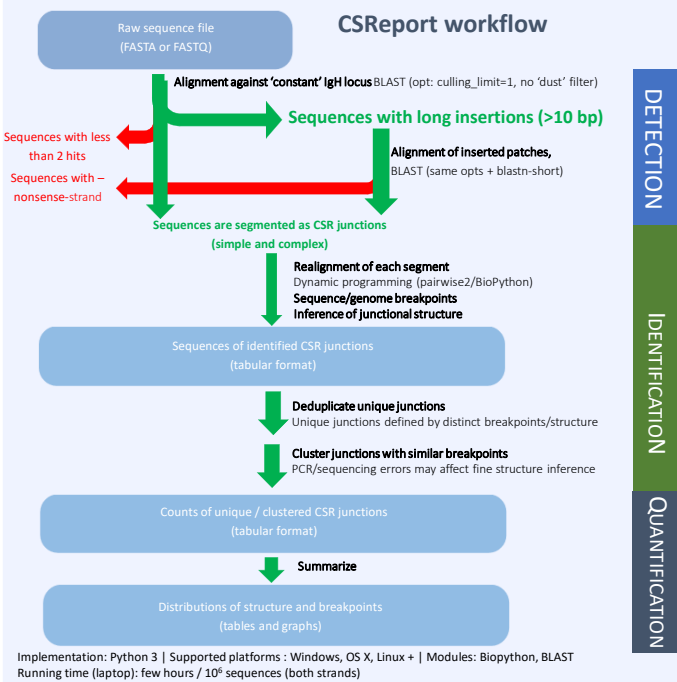 CSReport workflow
Raw sequence file
(FASTA or FASTQ)
Alignment against ‘constant’ IgH locus BLAST (opt: culling_limit=1, no ‘dust’ filter)
Sequences with long insertions (>10 bp)
Sequences with less
than 2 hits
Alignment of inserted patches,
BLAST (same opts + blastn-short)
Sequences with –
nonsense-strand
Sequences are segmented as CSR junctions
(simple and complex)
DETECTION
Realignment of each segment
Dynamic programming (pairwise2/BioPython)
Sequence/genome breakpoints
Inference of junctional structure
Sequences of identified CSR junctions
(tabular format)
Deduplicate unique junctions
Unique junctions defined by distinct breakpoints/structure
Cluster junctions with similar breakpoints
PCR/sequencing errors may affect fine structure inference
IDENTIFICATION
Counts of unique / clustered CSR junctions
(tabular format)
Summarize
Distributions of structure and breakpoints
(tables and graphs)
QUANTIFICATION
Implementation: Python 3 | Supported platforms : Windows, OS X, Linux + | Modules: Biopython, BLAST
Running time (laptop): few hours / 10⁶ sequences (both strands)